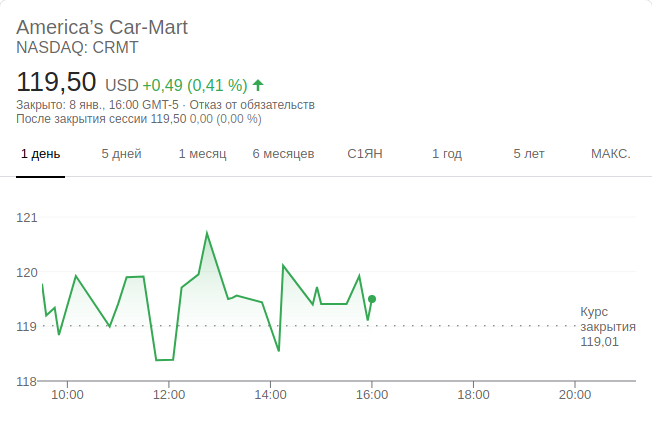 America’s Car-Mart
NASDAQ: CRMT
119,50 USD +0,49 (0,41 %)
Закрыто: 8 янв., 16:00 GMT-5 · Отказ от обязательств
После закрытия сессии 119,50 0,00 (0,00 %)
1 день 5 дней 1 месяц 6 месяцев С1ЯН 1 год 5 лет МАКС.
121
120
119
118
Курс
закрытия
119,01
10:00 12:00 14:00 16:00 18:00 20:00